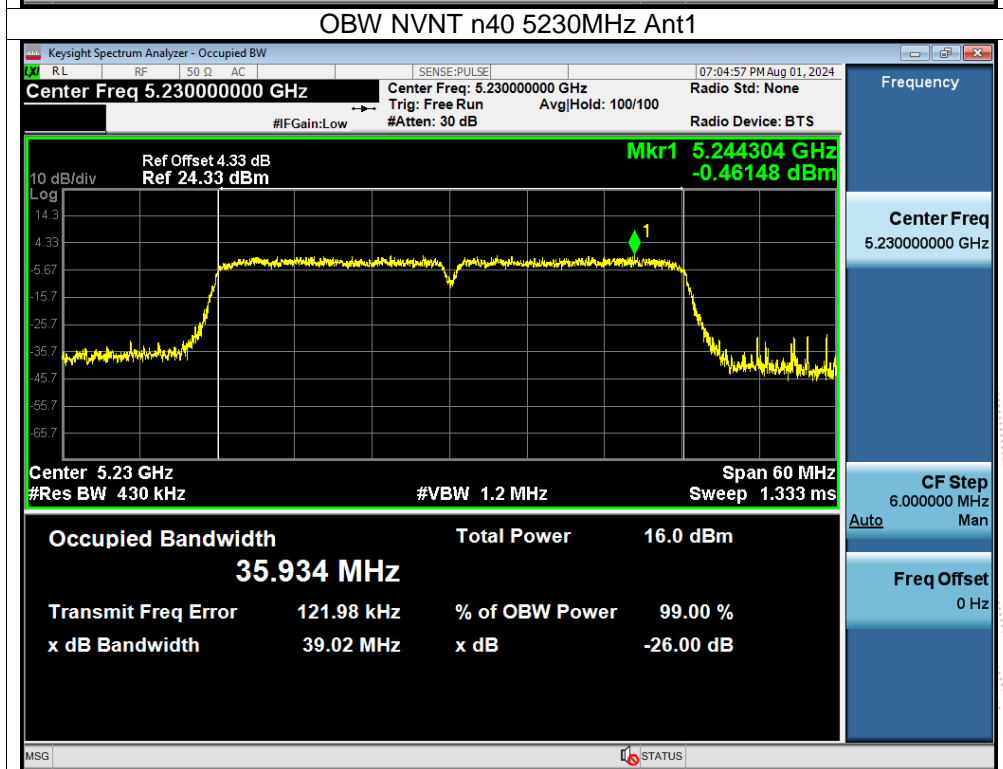 OBW NVNT n40 5230MHz Ant1
Keysight Spectrum Analyzer - Occupied BW
LXI RL RF 50 Ω AC SENSE:PULSE 07:04:57 PM Aug 01, 2024
Center Freq 5.230000000 GHz Center Freq: 5.230000000 GHz Radio Std: None
Trig: Free Run Avg|Hold: 100/100
#IFGain:Low #Atten: 30 dB Radio Device: BTS
Frequency
Mkr1 5.244304 GHz
-0.46148 dBm
Ref Offset 4.33 dB
10 dB/div Ref 24.33 dBm
Log
14.3
4.33
-5.67
-15.7
-25.7
-35.7
-45.7
-55.7
-65.7
1
Center 5.23 GHz Span 60 MHz
#Res BW 430 kHz #VBW 1.2 MHz Sweep 1.333 ms
Center Freq
5.230000000 GHz
CF Step
6.000000 MHz
Auto Man
Freq Offset
0 Hz
Occupied Bandwidth Total Power 16.0 dBm
35.934 MHz
Transmit Freq Error 121.98 kHz % of OBW Power 99.00 %
x dB Bandwidth 39.02 MHz x dB -26.00 dB
MSG STATUS